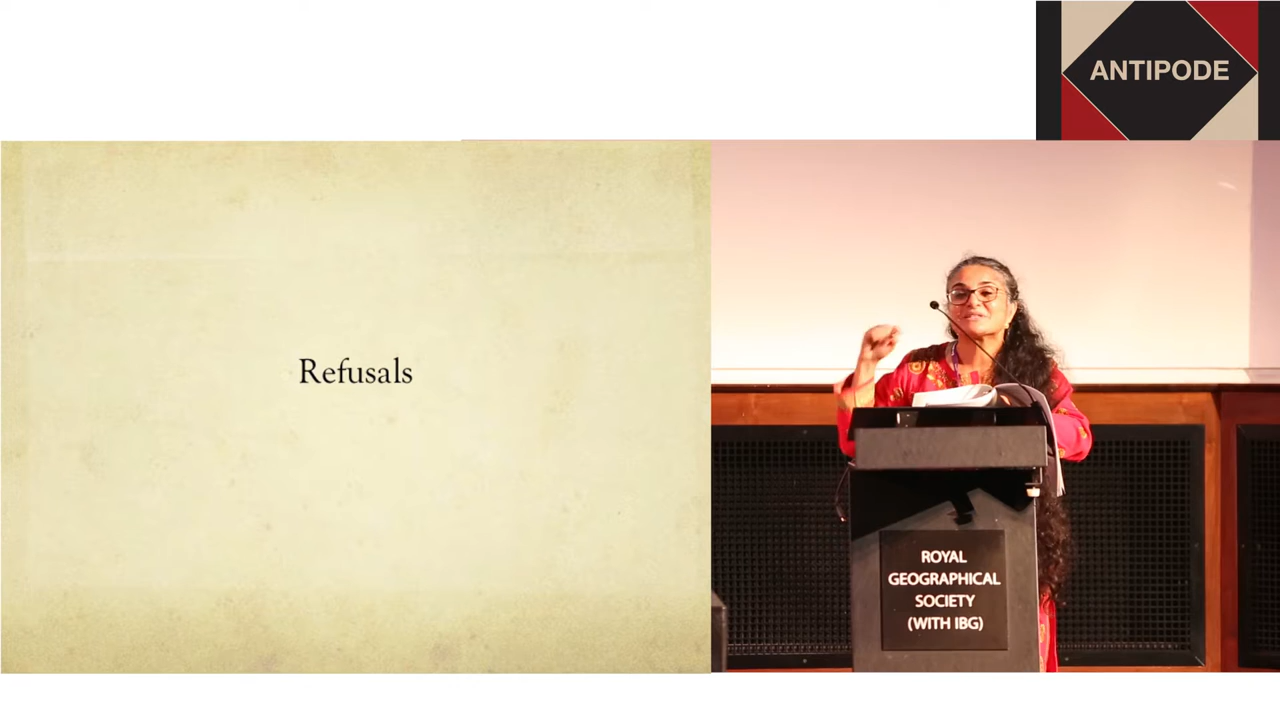 ANTIPODE
Refusals
ROYAL
GEOGRAPHICAL
SOCIETY
(WITH IBG)